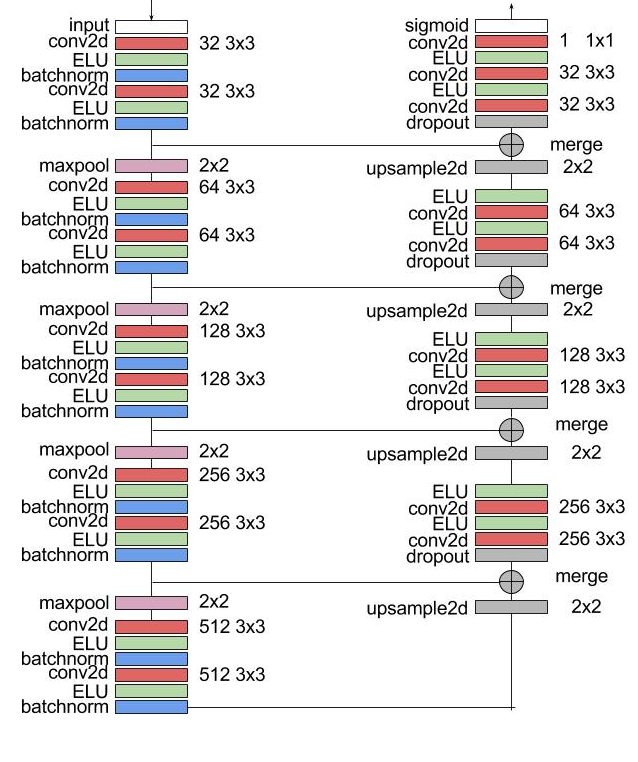 input
conv2d 32 3x3
ELU
batchnorm
conv2d 32 3x3
ELU
batchnorm
maxpool 2x2
conv2d 64 3x3
ELU
batchnorm
conv2d 64 3x3
ELU
batchnorm
maxpool 2x2
conv2d 128 3x3
ELU
batchnorm
conv2d 128 3x3
ELU
batchnorm
maxpool 2x2
conv2d 256 3x3
ELU
batchnorm
conv2d 256 3x3
ELU
batchnorm
maxpool 2x2
conv2d 512 3x3
ELU
batchnorm
conv2d 512 3x3
ELU
batchnorm
sigmoid
conv2d 1 1x1
ELU
conv2d 32 3x3
ELU
conv2d 32 3x3
dropout
merge
upsample2d 2x2
ELU
conv2d 64 3x3
ELU
conv2d 64 3x3
dropout
merge
upsample2d 2x2
ELU
conv2d 128 3x3
ELU
conv2d 128 3x3
dropout
merge
upsample2d 2x2
ELU
conv2d 256 3x3
ELU
conv2d 256 3x3
dropout
merge
upsample2d 2x2